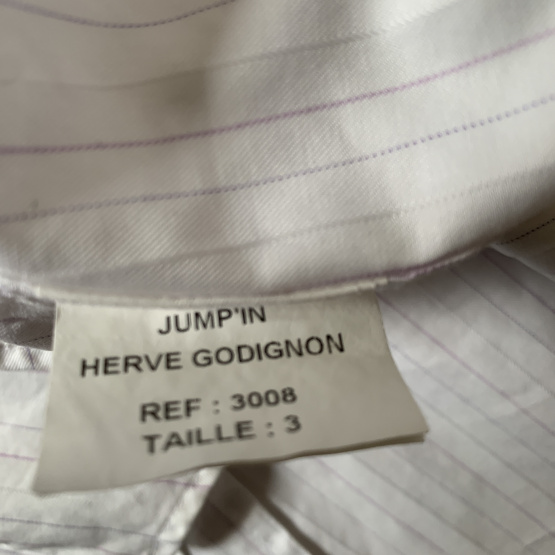 JUMP'IN
HERVE GODIGNON
REF : 3008
TAILLE : 3